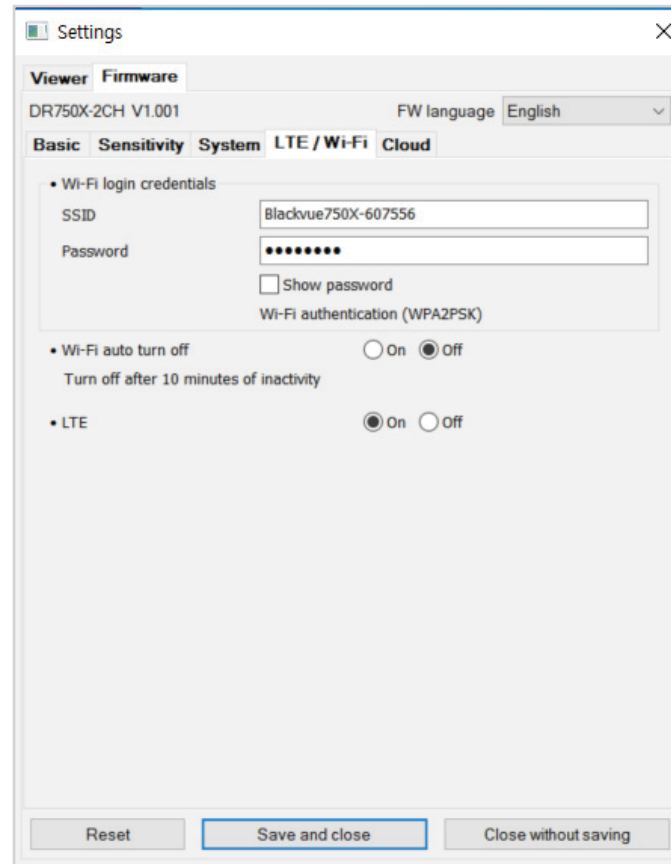 Settings
Viewer Firmware
DR750X-2CH V1.001 FW language English
Basic Sensitivity System LTE / Wi-Fi Cloud
• Wi-Fi login credentials
SSID Blackvue750X-607556
Password ●●●●●●●●
Show password
Wi-Fi authentication (WPA2PSK)
• Wi-Fi auto turn off On Off
Turn off after 10 minutes of inactivity
• LTE On Off
Reset Save and close Close without saving